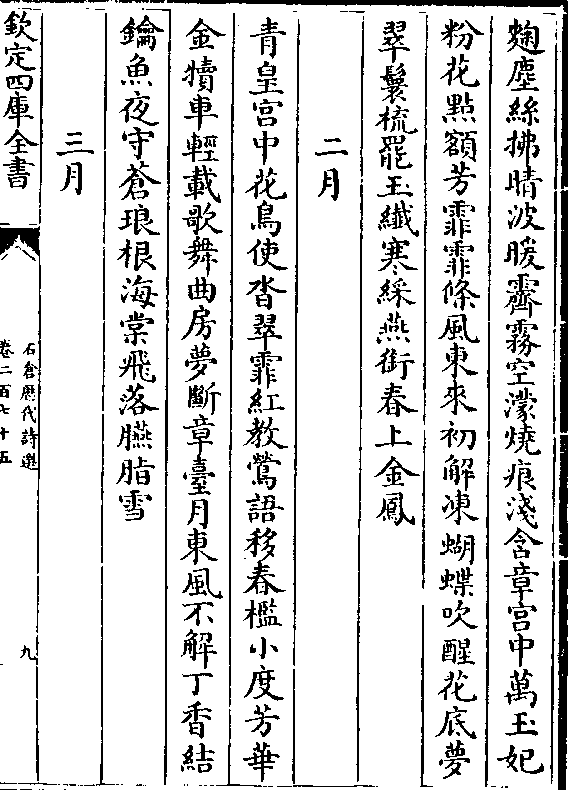 麴塵絲拂晴波暖霽霧空濛燒痕淺含章宫中萬玉妃
粉花點額芳霏霏條風東來初解凍蝴蝶吹醒花底夢
翠鬟梳罷玉纎寒綵燕銜春上金鳳
二月
青皇宫中花鳥使沓翠霏紅教鶯語移春檻小度芳華
金犢車輕載歌舞曲房夢斷章臺月東風不解丁香結
鑰魚夜守蒼琅根海棠飛落臙脂雪
三月
欽定四庫全書
石倉歷代詩選
卷二百七十五
九